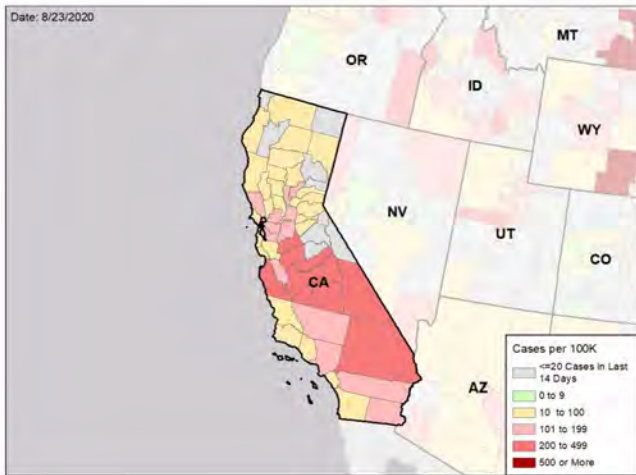 Date: 8/23/2020
MT
OR
ID
WY
NV
UT
CO
CA
AZ
Cases per 100K
<=20 Cases In Last
14 Days
0 to 9
10 to 100
101 to 199
200 to 499
500 or More